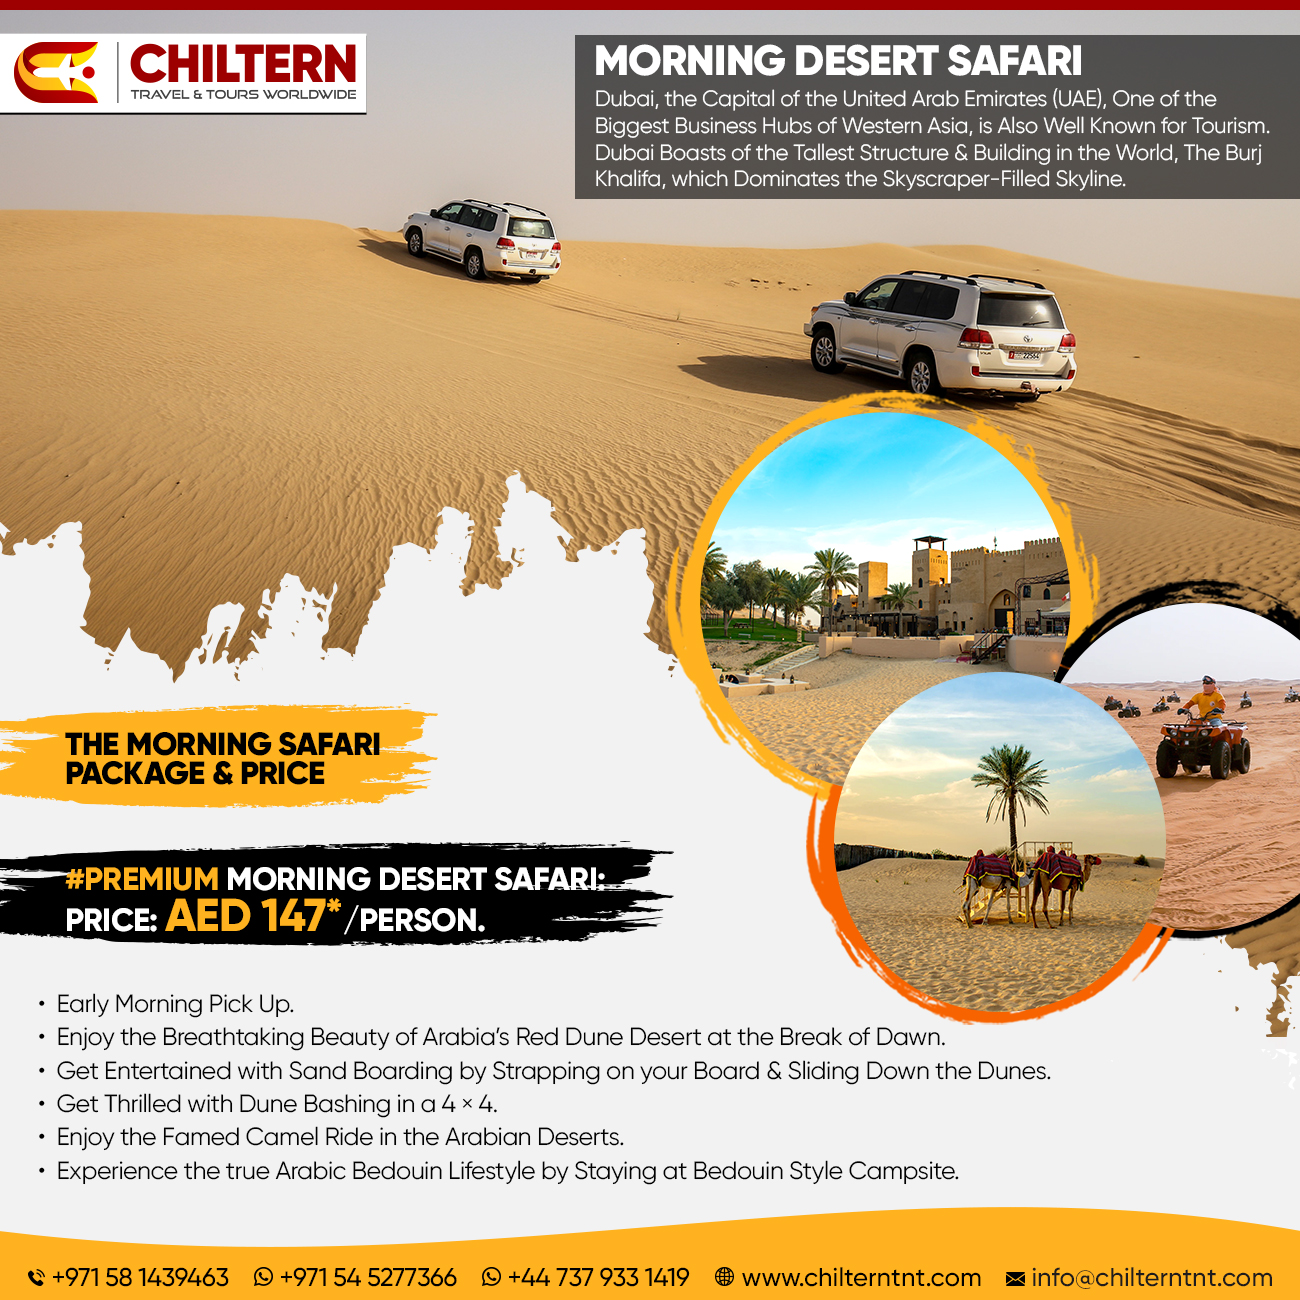 CHILTERN
TRAVEL & TOURS WORLDWIDE
MORNING DESERT SAFARI
Dubai, the Capital of the United Arab Emirates (UAE), One of the
Biggest Business Hubs of Western Asia, is Also Well Known for Tourism.
Dubai Boasts of the Tallest Structure & Building in the World, The Burj
Khalifa, which Dominates the Skyscraper-Filled Skyline.
THE MORNING SAFARI
PACKAGE & PRICE
#PREMIUM MORNING DESERT SAFARI:
PRICE: AED 147*/PERSON.
• Early Morning Pick Up.
• Enjoy the Breathtaking Beauty of Arabia's Red Dune Desert at the Break of Dawn.
• Get Entertained with Sand Boarding by Strapping on your Board & Sliding Down the Dunes.
• Get Thrilled with Dune Bashing in a 4 × 4.
• Enjoy the Famed Camel Ride in the Arabian Deserts.
• Experience the true Arabic Bedouin Lifestyle by Staying at Bedouin Style Campsite.
+971 58 1439463 +971 54 5277366 +44 737 933 1419 www.chilterntnt.com info@chilterntnt.com